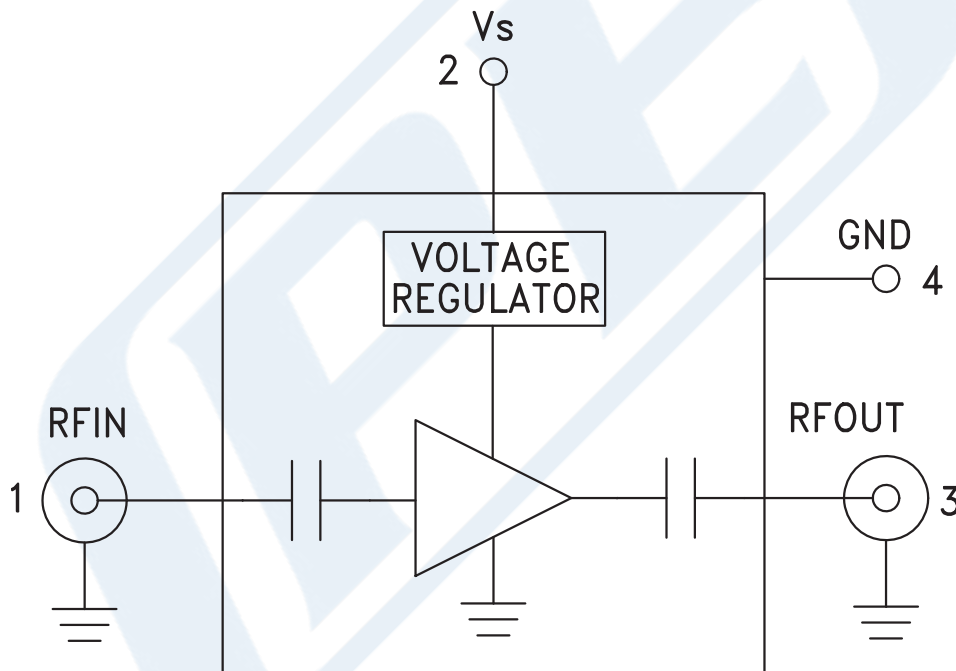 Vs
2
VOLTAGE
REGULATOR
GND
4
RFIN
1
RFOUT
3